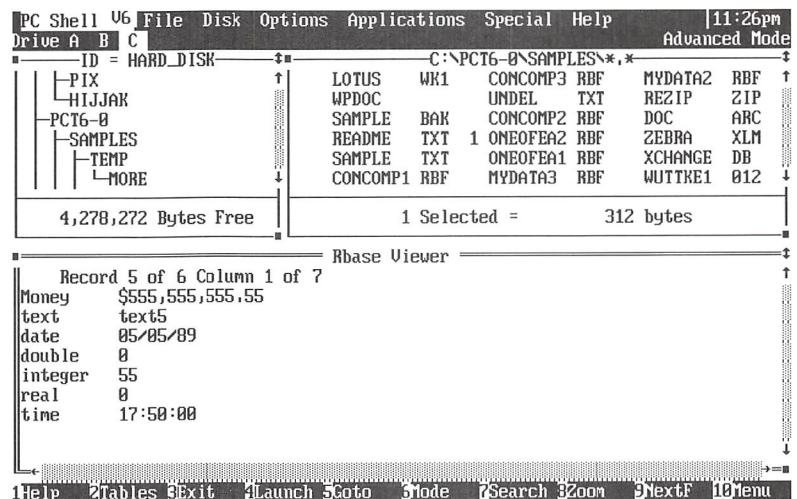 PC Shell V6 File Disk Options Applications Special Help 11:26pm
Drive A B C Advanced Mode
ID = HARD_DISK
PIX
HIJJAK
PCT6-0
SAMPLES
TEMP
MORE
4,278,272 Bytes Free
C:\PCT6-0\SAMPLES\*.*
LOTUS WK1 CONCOMP3 RBF MYDATA2 RBF
WPDOC UNDEL TXT REZIP ZIP
SAMPLE BAK CONCOMP2 RBF DOC ARC
README TXT 1 ONEOFEA2 RBF ZEBRA XLM
SAMPLE TXT ONEOFEA1 RBF XCHANGE DB
CONCOMP1 RBF MYDATA3 RBF WUTTKE1 012
1 Selected = 312 bytes
Rbase Viewer
Record 5 of 6 Column 1 of 7
Money $555,555,555.55
text text5
date 05/05/89
double 0
integer 55
real 0
time 17:50:00
1Help 2Tables 3Exit 4Launch 5Goto 6Mode 7Search 8Zoom 9NextF 10Menu